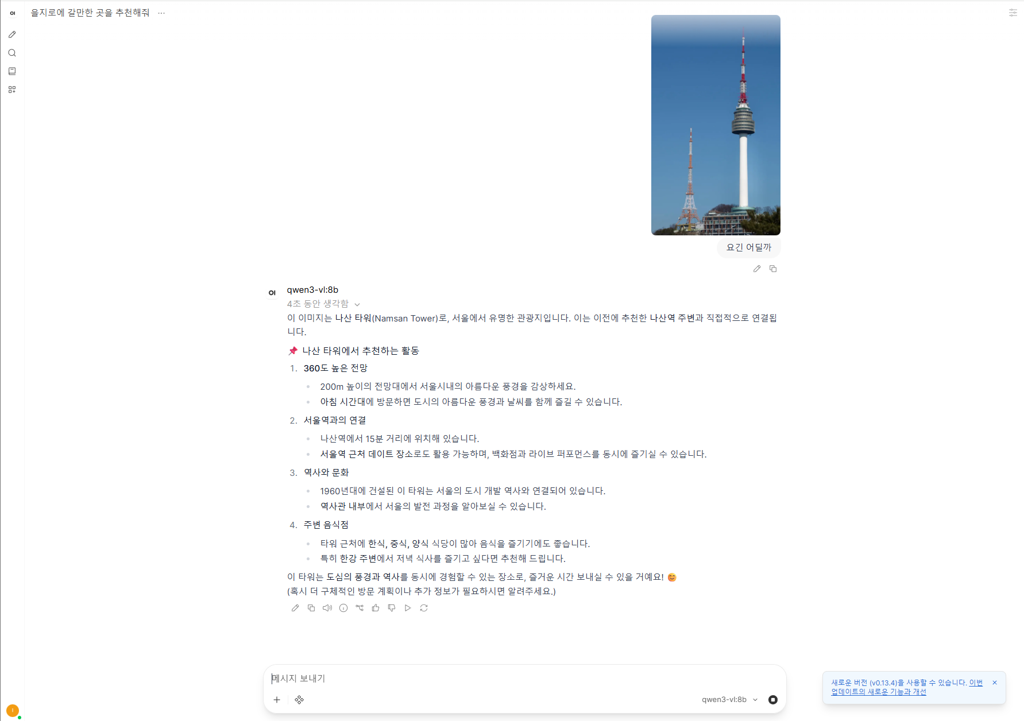 OI
을지로에 갈만한 곳을 추천해줘 ···
요긴 어딜까
OI qwen3-vl:8b
4초 동안 생각함
이 이미지는 나산 타워(Namsan Tower)로, 서울에서 유명한 관광지입니다. 이는 이전에 추천한 나산역 주변과 직접적으로 연결됩
니다.
📌 나산 타워에서 추천하는 활동
1. 360도 높은 전망
◦ 200m 높이의 전망대에서 서울시내의 아름다운 풍경을 감상하세요.
◦ 아침 시간대에 방문하면 도시의 아름다운 풍경과 날씨를 함께 즐길 수 있습니다.
2. 서울역과의 연결
◦ 나산역에서 15분 거리에 위치해 있습니다.
◦ 서울역 근처 데이트 장소로도 활용 가능하며, 백화점과 라이브 퍼포먼스를 동시에 즐기실 수 있습니다.
3. 역사와 문화
◦ 1960년대에 건설된 이 타워는 서울의 도시 개발 역사와 연결되어 있습니다.
◦ 역사관 내부에서 서울의 발전 과정을 알아보실 수 있습니다.
4. 주변 음식점
◦ 타워 근처에 한식, 중식, 양식 식당이 많아 음식을 즐기기에도 좋습니다.
◦ 특히 한강 주변에서 저녁 식사를 즐기고 싶다면 추천해 드립니다.
이 타워는 도심의 풍경과 역사를 동시에 경험할 수 있는 장소로, 즐거운 시간 보내실 수 있을 거예요! 😊
(혹시 더 구체적인 방문 계획이나 추가 정보가 필요하시면 알려주세요.)
메시지 보내기
qwen3-vl:8b
새로운 버전 (v0.13.4)를 사용할 수 있습니다. 이번
업데이트의 새로운 기능과 개선